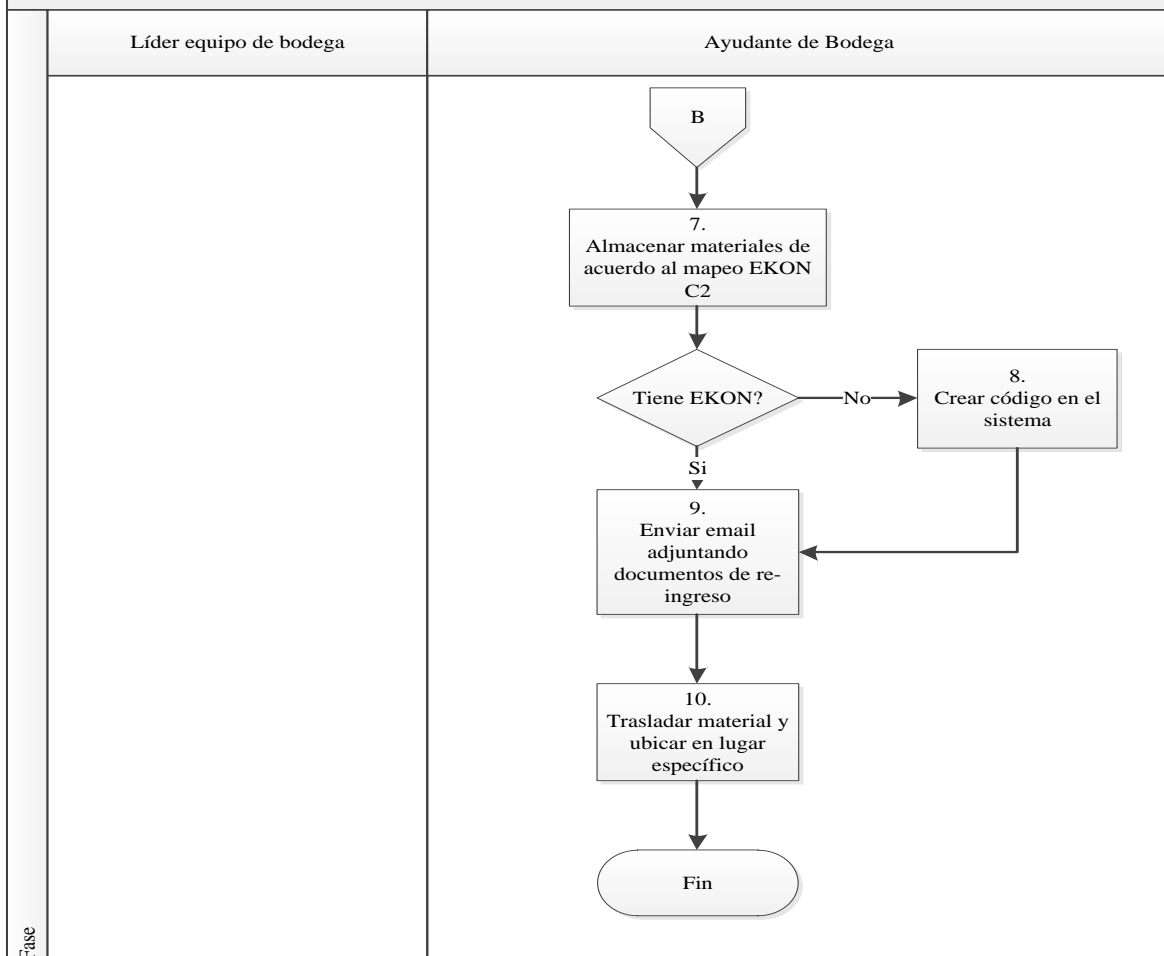 Líder equipo de bodega
Ayudante de Bodega
B
7.
Almacenar materiales de
acuerdo al mapeo EKON
C2
Tiene EKON?
No
8.
Crear código en el
sistema
Si
9.
Enviar email
adjuntando
documentos de re-
ingreso
10.
Trasladar material y
ubicar en lugar
específico
Fin
Fase